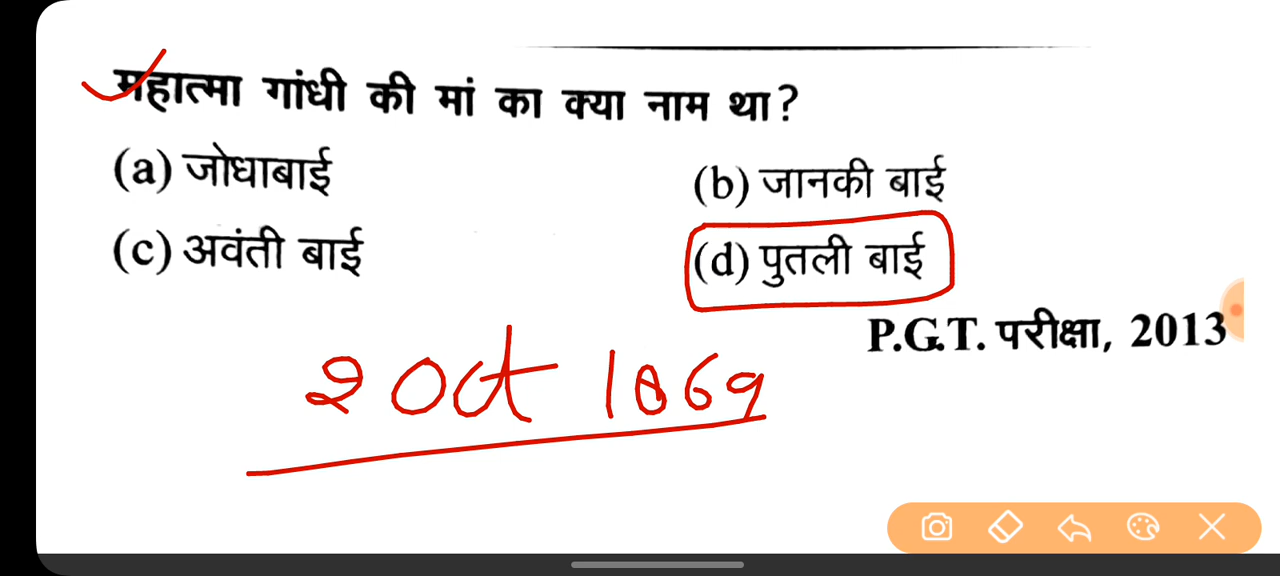 महात्मा गांधी की मां का क्या नाम था?
(a) जोधाबाई (b) जानकी बाई
(c) अवंती बाई (d) पुतली बाई
P.G.T. परीक्षा, 2013
2 Oct 1869